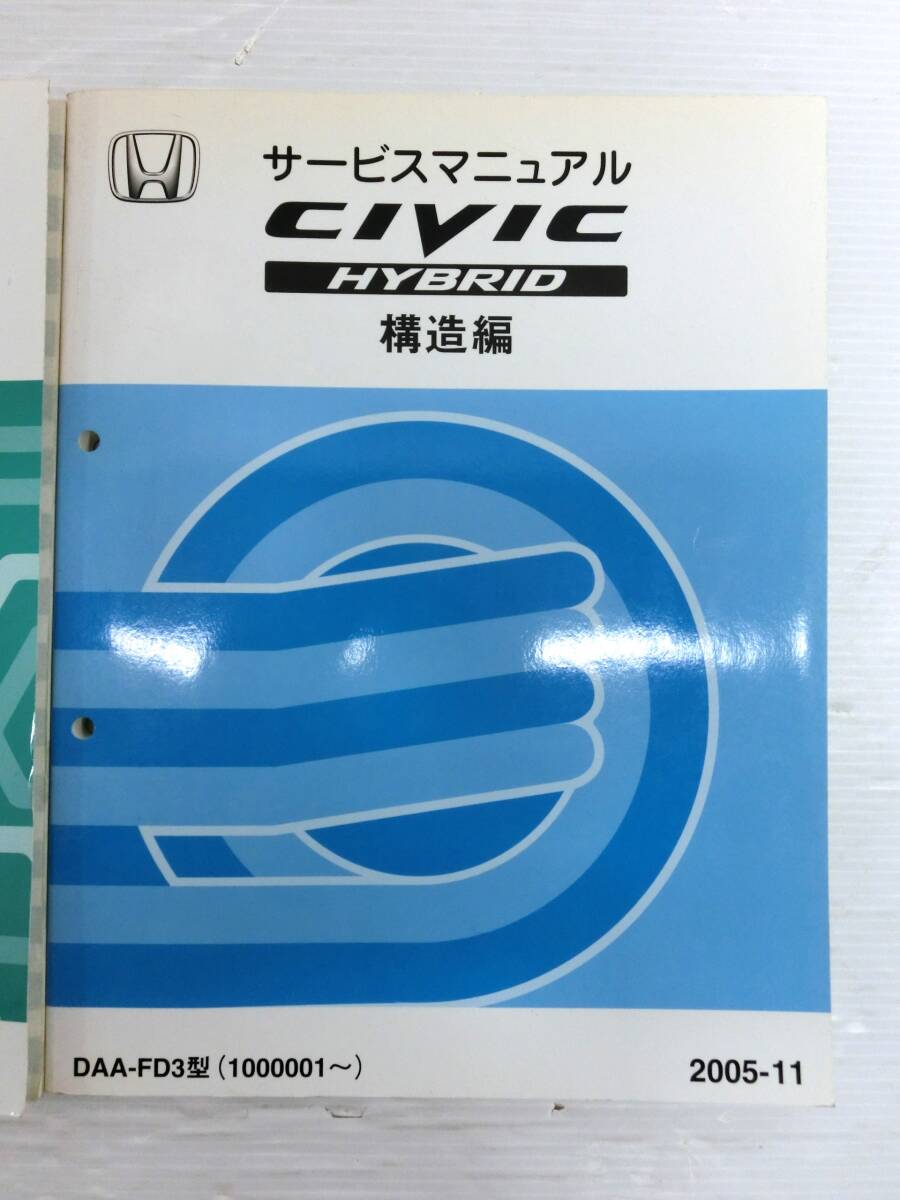 サービスマニュアル
CIVIC
HYBRID
構造編
DAA-FD3型(1000001～)
2005-11